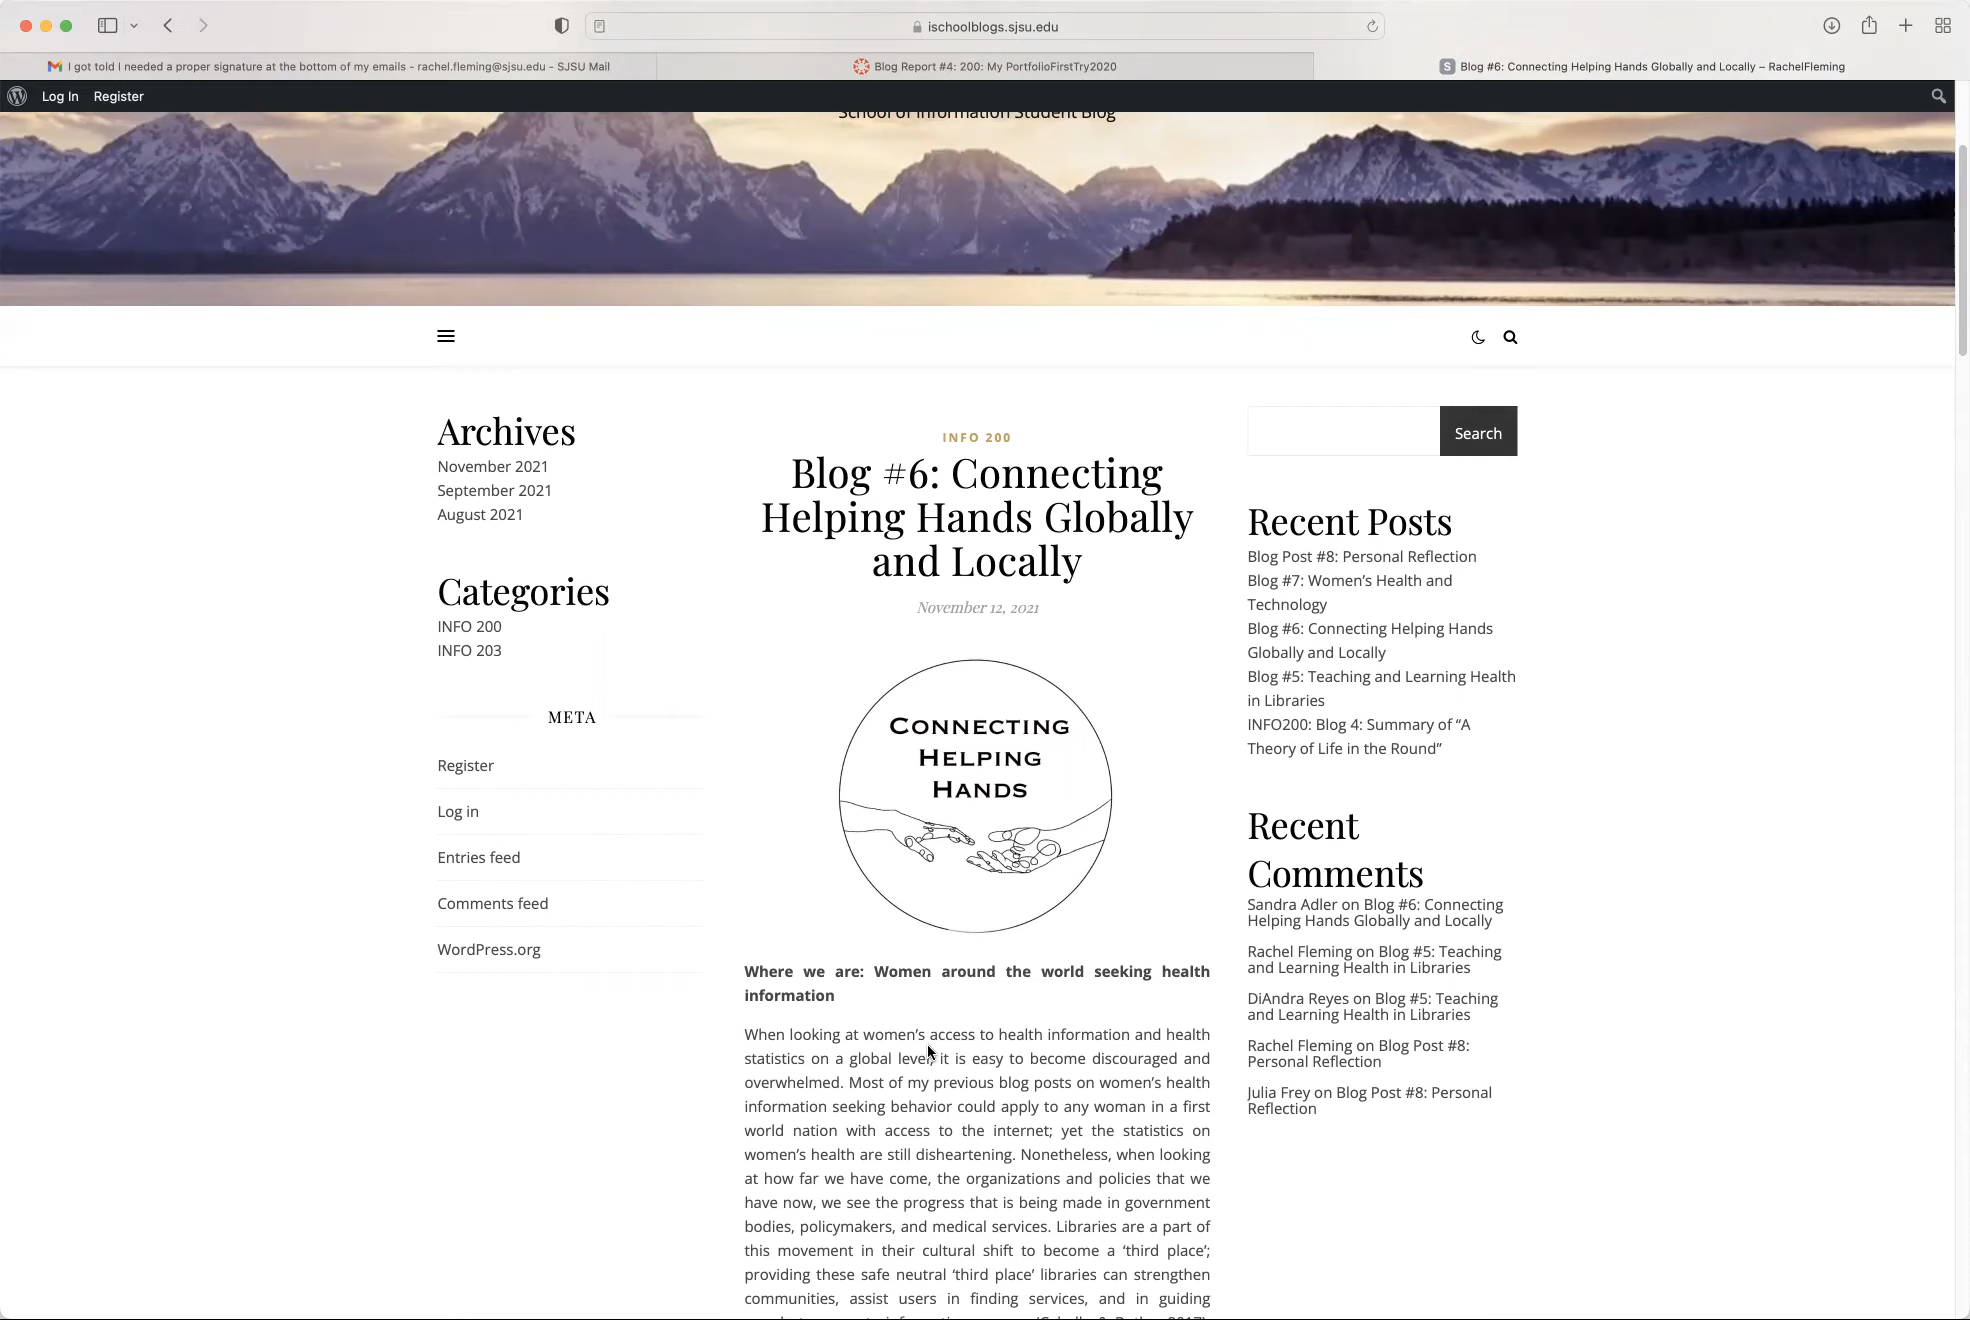 ischoolblogs.sjsu.edu
I got told I needed a proper signature at the bottom of my emails - rachel.fleming@sjsu.edu - SJSU Mail
Blog Report #4: 200: My PortfolioFirstTry2020
S Blog #6: Connecting Helping Hands Globally and Locally – RachelFleming
Log In Register
School of Information Student Blog
Archives
November 2021
September 2021
August 2021
Categories
INFO 200
INFO 203
META
Register
Log in
Entries feed
Comments feed
WordPress.org
INFO 200
Blog #6: Connecting
Helping Hands Globally
and Locally
November 12, 2021
CONNECTING
HELPING
HANDS
Where we are: Women around the world seeking health
information
When looking at women’s access to health information and health
statistics on a global level, it is easy to become discouraged and
overwhelmed. Most of my previous blog posts on women’s health
information seeking behavior could apply to any woman in a first
world nation with access to the internet; yet the statistics on
women’s health are still disheartening. Nonetheless, when looking
at how far we have come, the organizations and policies that we
have now, we see the progress that is being made in government
bodies, policymakers, and medical services. Libraries are a part of
this movement in their cultural shift to become a ‘third place’;
providing these safe neutral ‘third place’ libraries can strengthen
communities, assist users in finding services, and in guiding
Search
Recent Posts
Blog Post #8: Personal Reflection
Blog #7: Women’s Health and
Technology
Blog #6: Connecting Helping Hands
Globally and Locally
Blog #5: Teaching and Learning Health
in Libraries
INFO200: Blog 4: Summary of “A
Theory of Life in the Round”
Recent
Comments
Sandra Adler on Blog #6: Connecting
Helping Hands Globally and Locally
Rachel Fleming on Blog #5: Teaching
and Learning Health in Libraries
DiAndra Reyes on Blog #5: Teaching
and Learning Health in Libraries
Rachel Fleming on Blog Post #8:
Personal Reflection
Julia Frey on Blog Post #8: Personal
Reflection